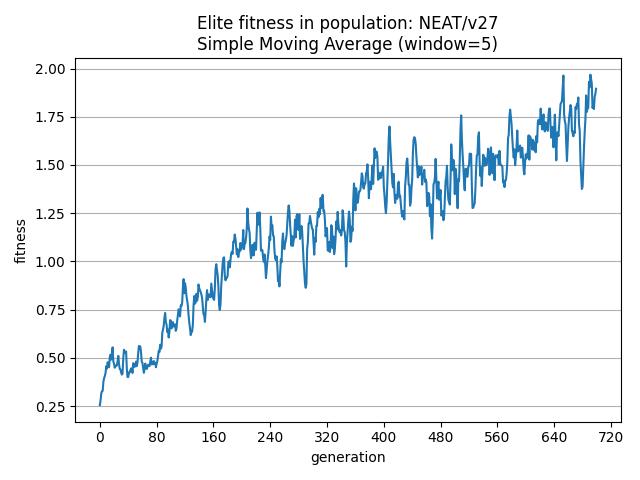 Elite fitness in population: NEAT/v27
Simple Moving Average (window=5)
2.00
1.75
1.50
1.25
1.00
0.75
0.50
0.25
fitness
0 80 160 240 320 400 480 560 640 720
generation